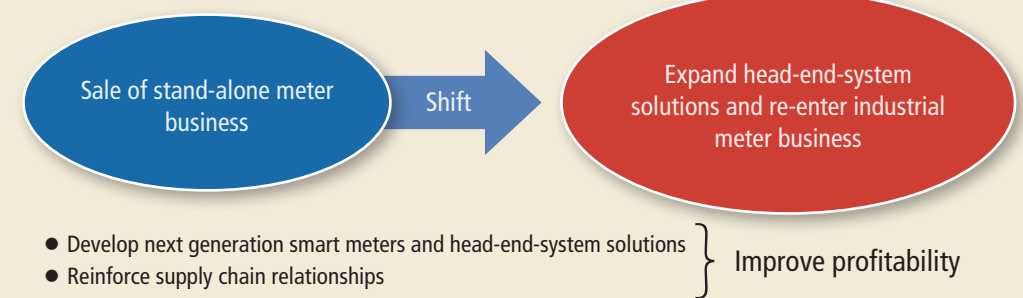 Sale of stand-alone meter
business
Shift
Expand head-end-system
solutions and re-enter industrial
meter business
● Develop next generation smart meters and head-end-system solutions
● Reinforce supply chain relationships
Improve profitability